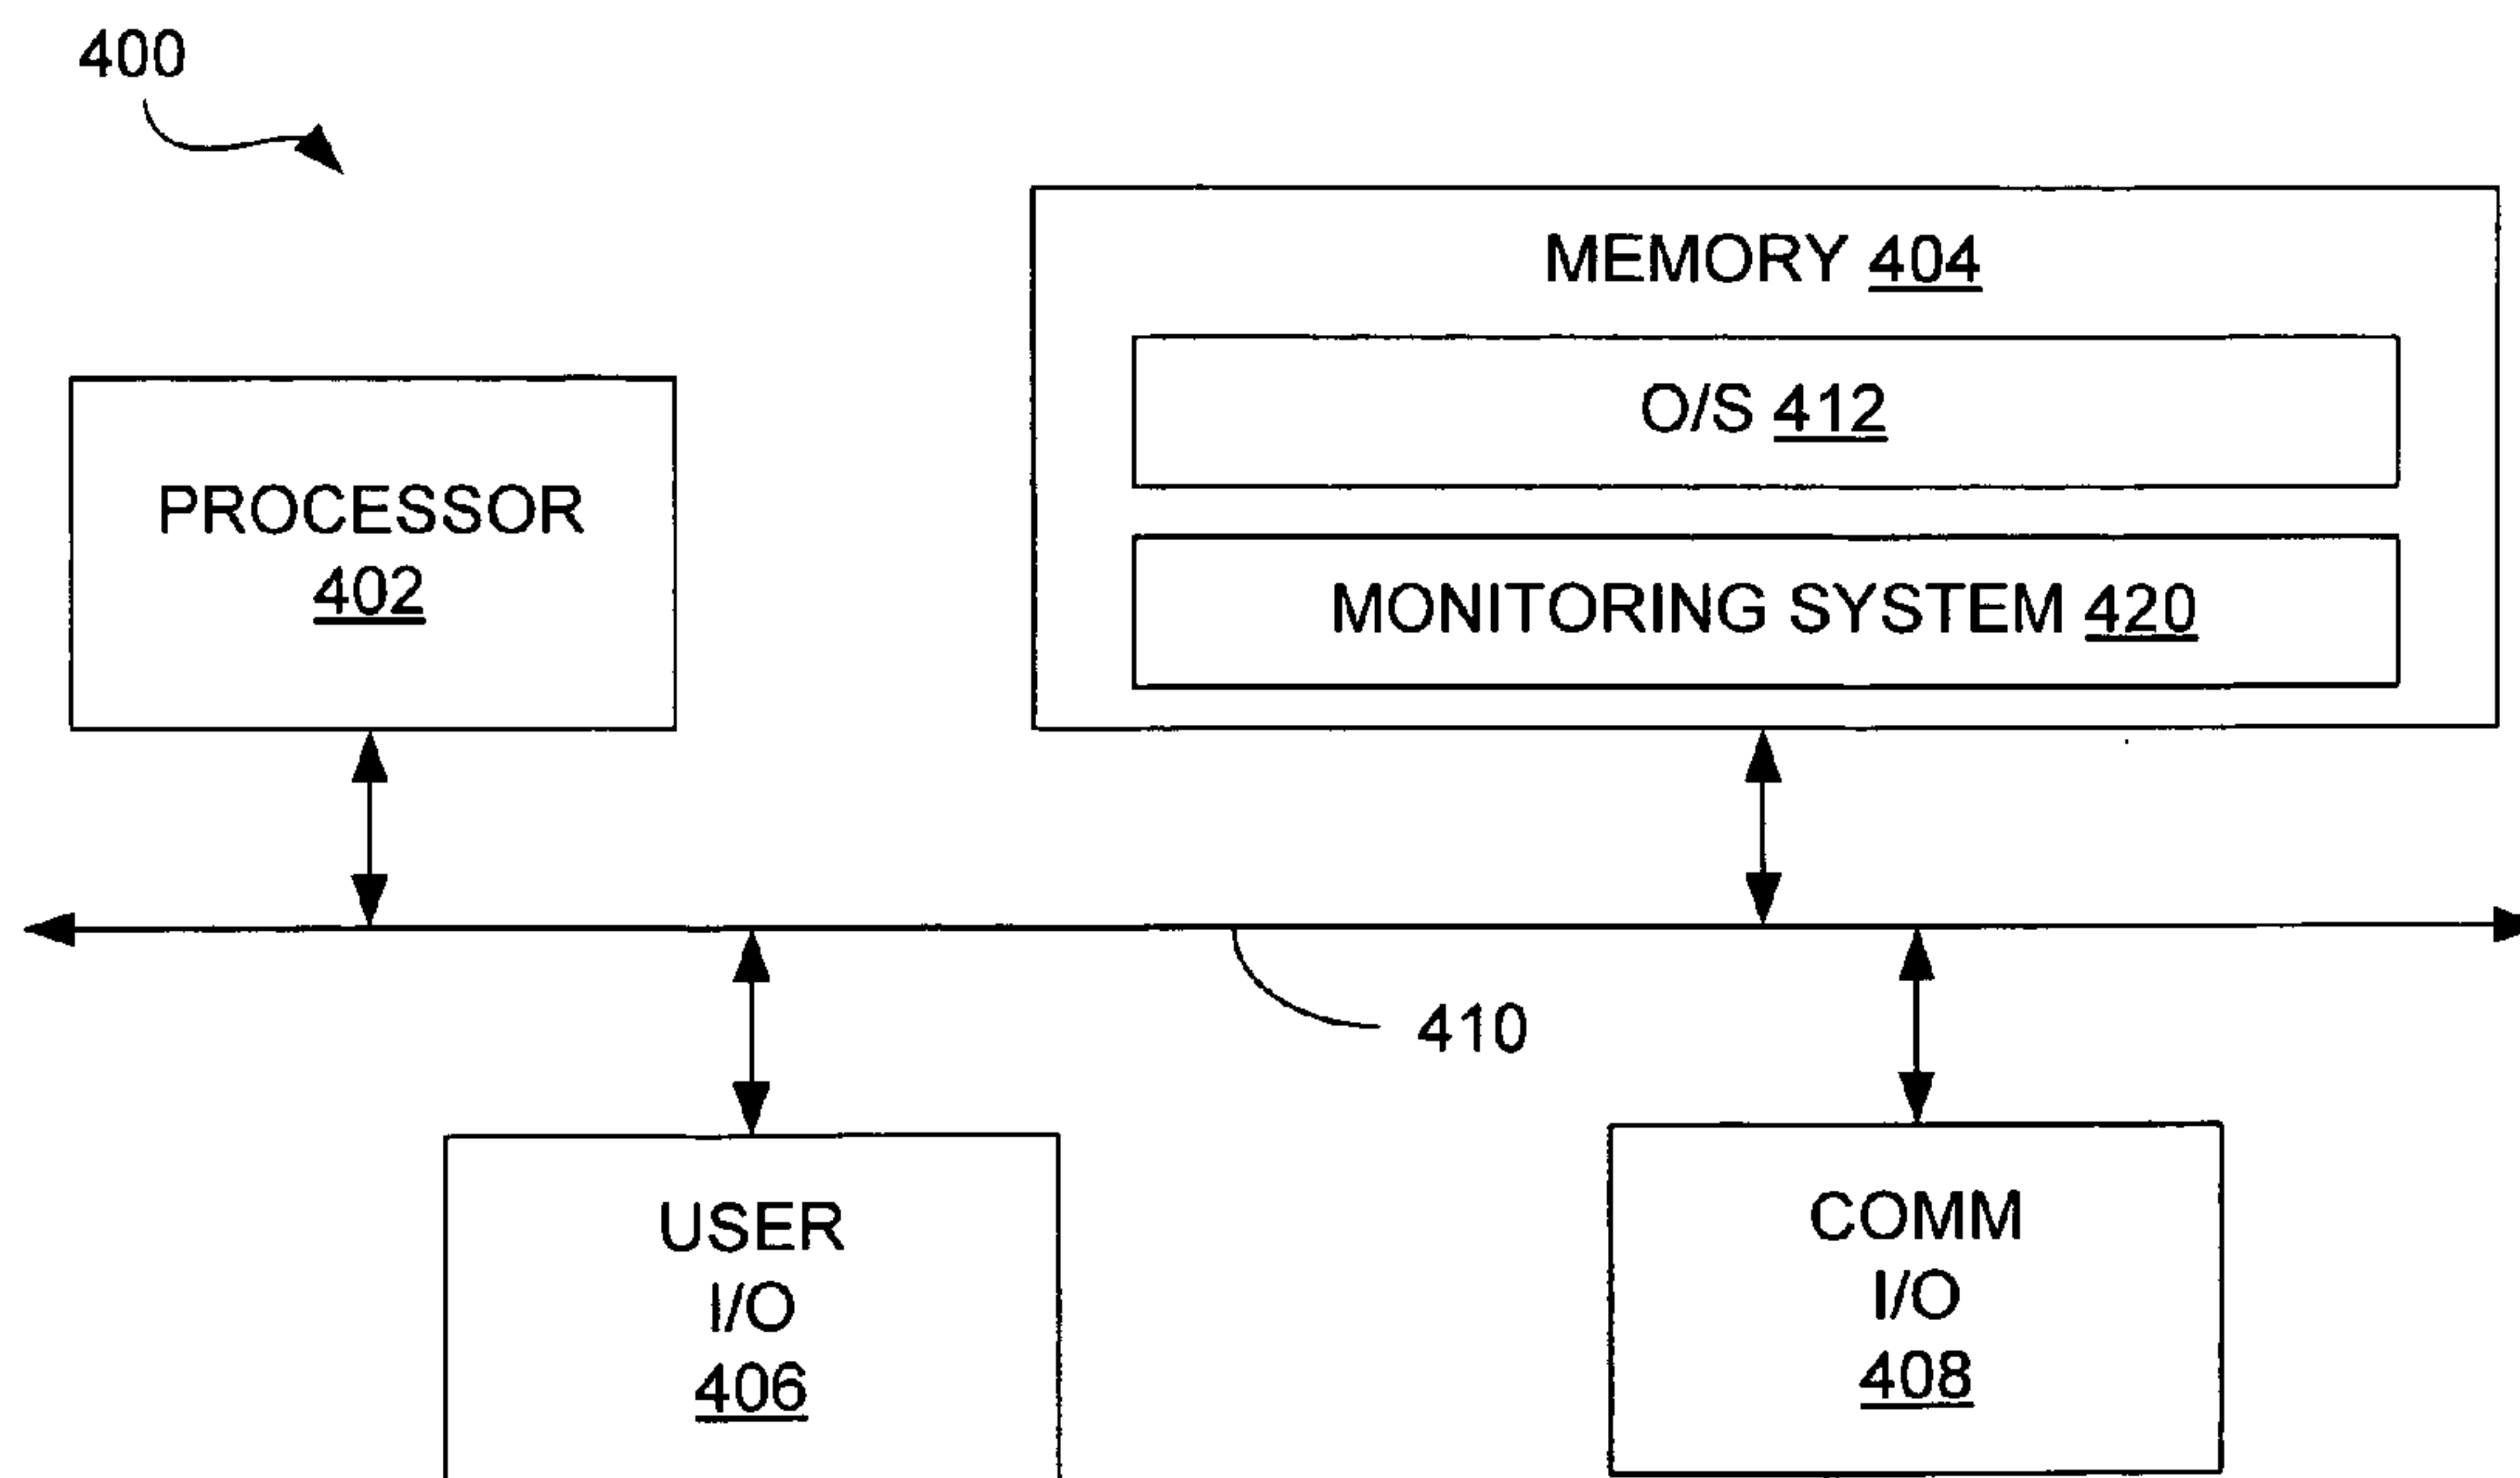 400
MEMORY 404
O/S 412
PROCESSOR
402
MONITORING SYSTEM 420
410
USER
I/O
406
COMM
I/O
408